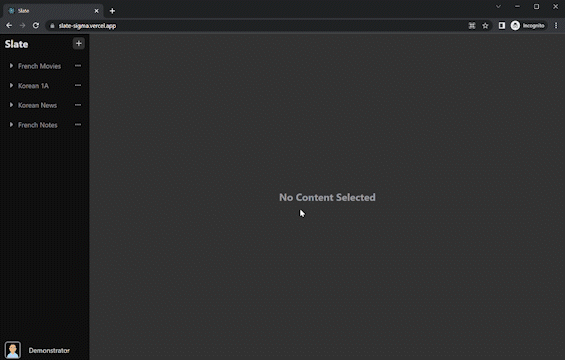 Slate
slate-sigma.vercel.app
Incognito
Slate
French Movies
Korean 1A
Korean News
French Notes
No Content Selected
Demonstrator